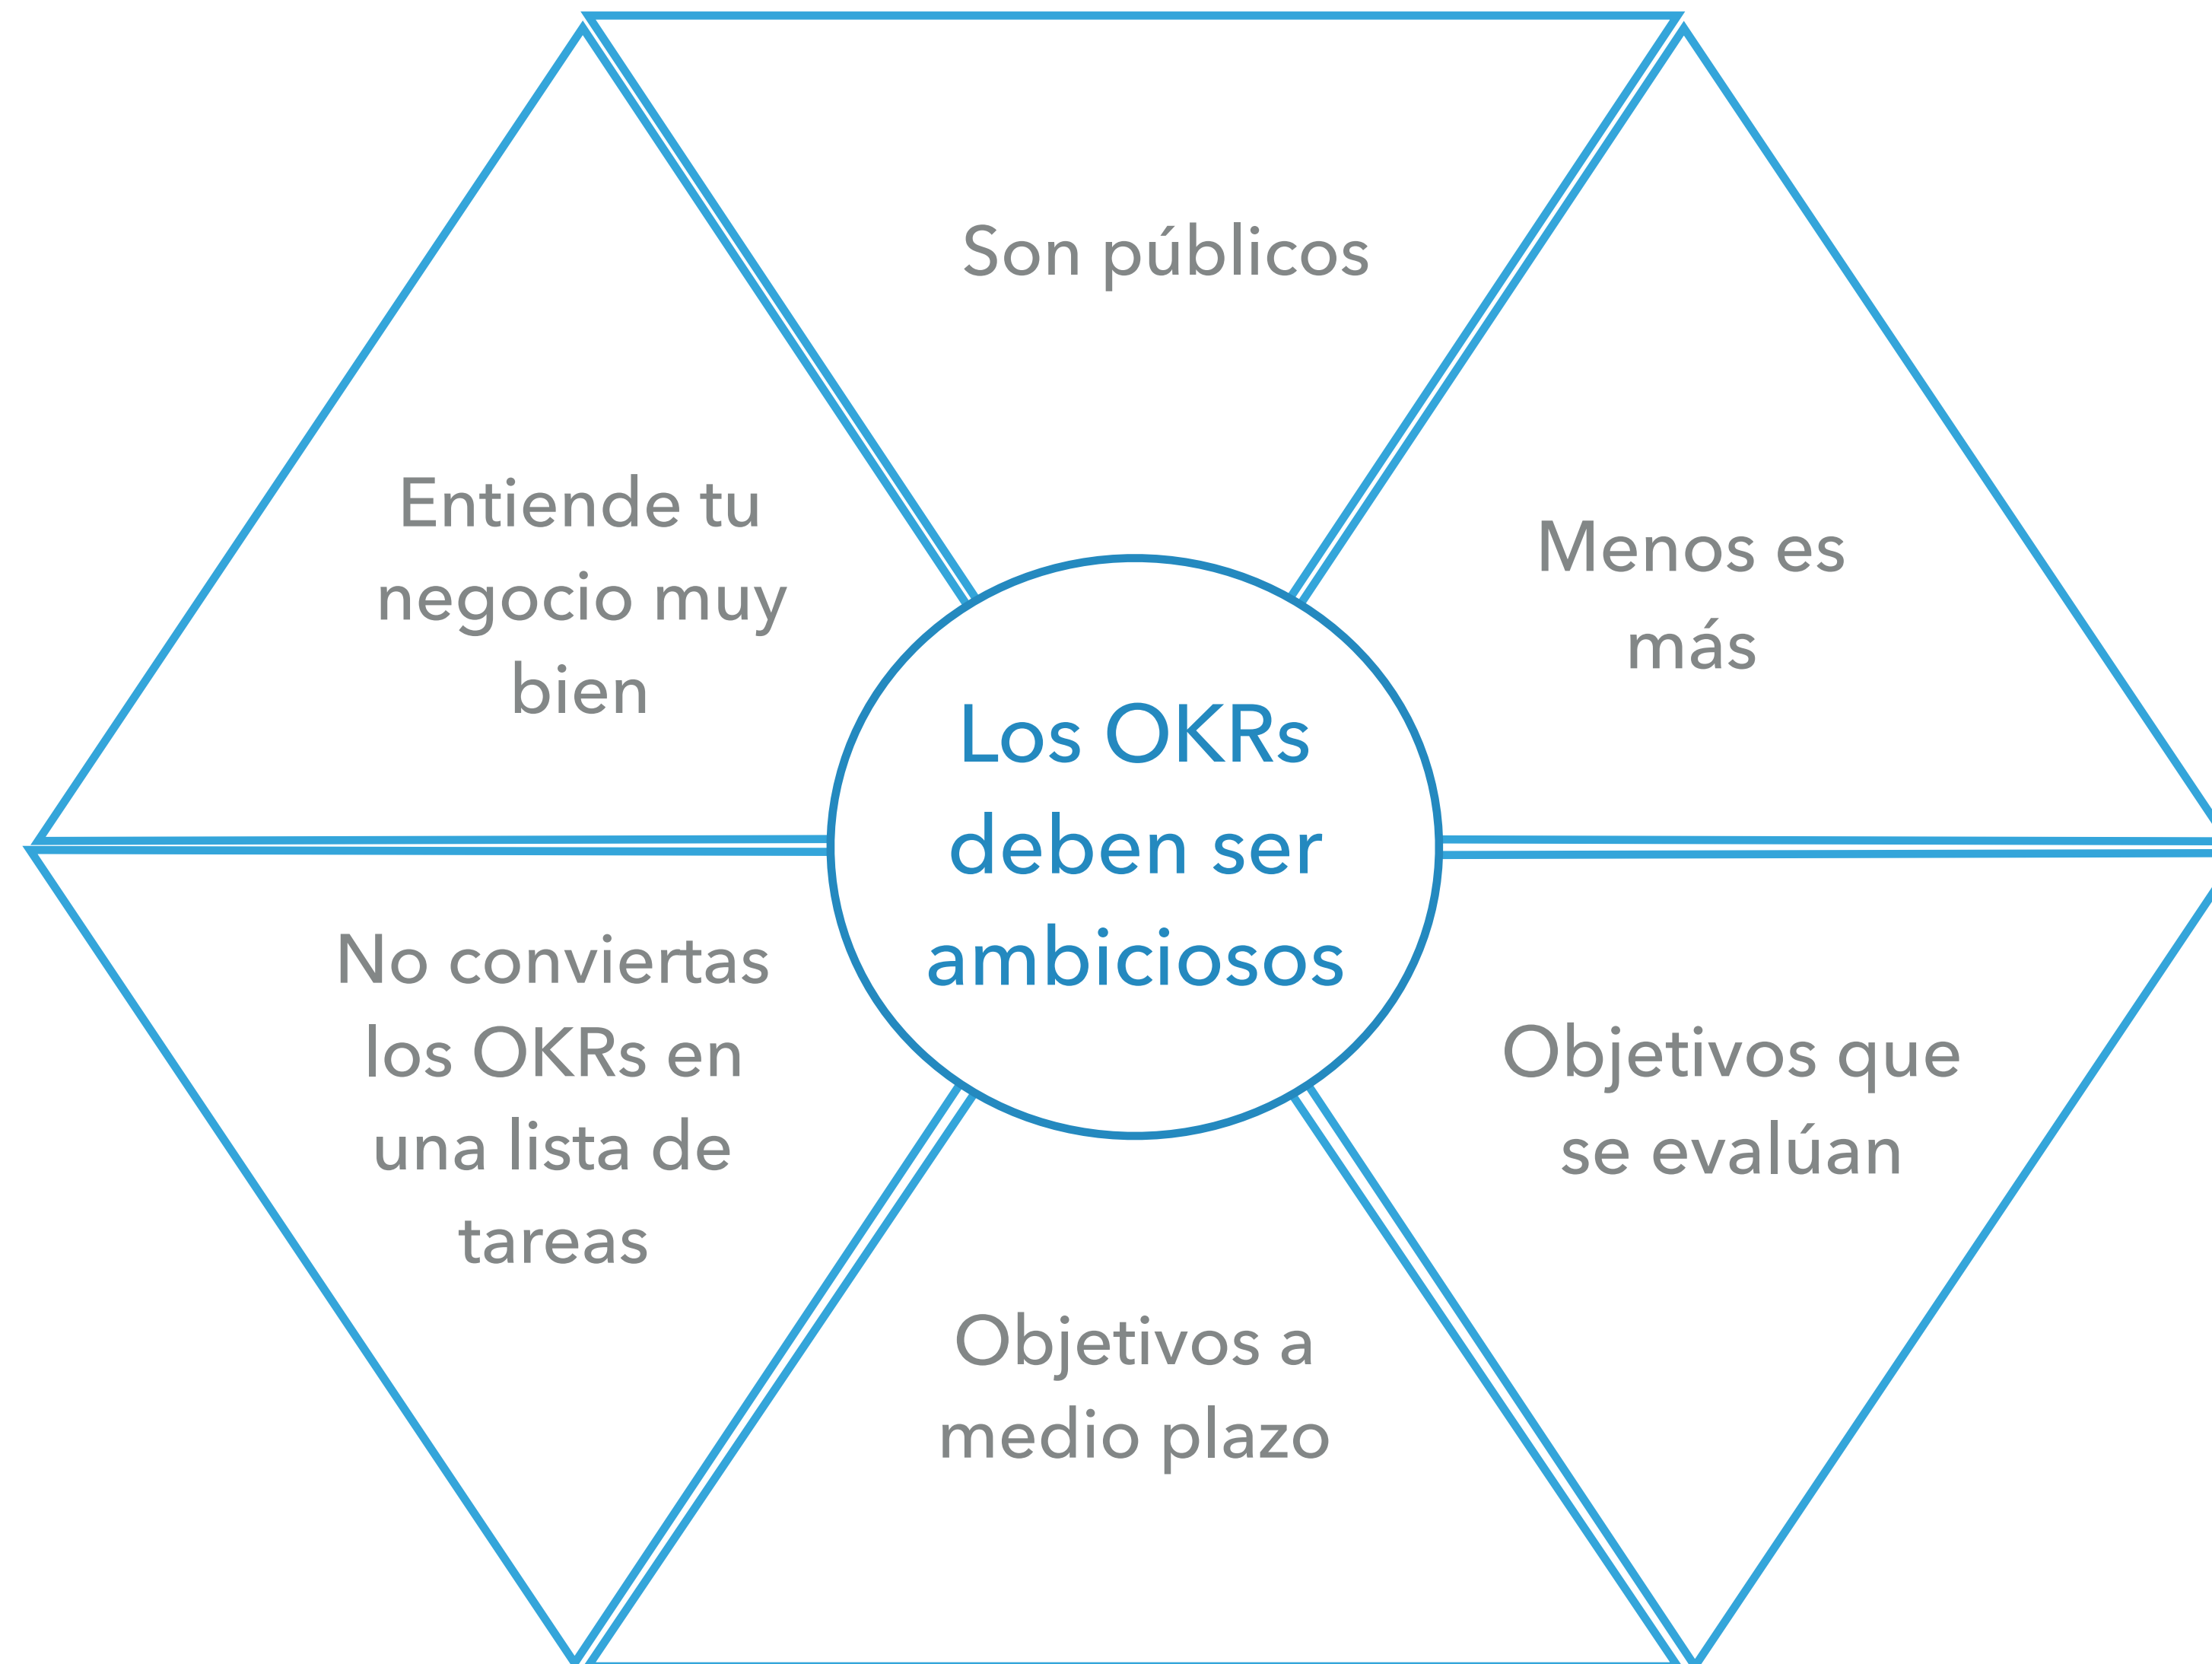 Son públicos
Entiende tu
negocio muy
bien
Menos es
más
Los OKRs
deben ser
ambiciosos
No conviertas
los OKRs en
una lista de
tareas
Objetivos que
se evalúan
Objetivos a
medio plazo